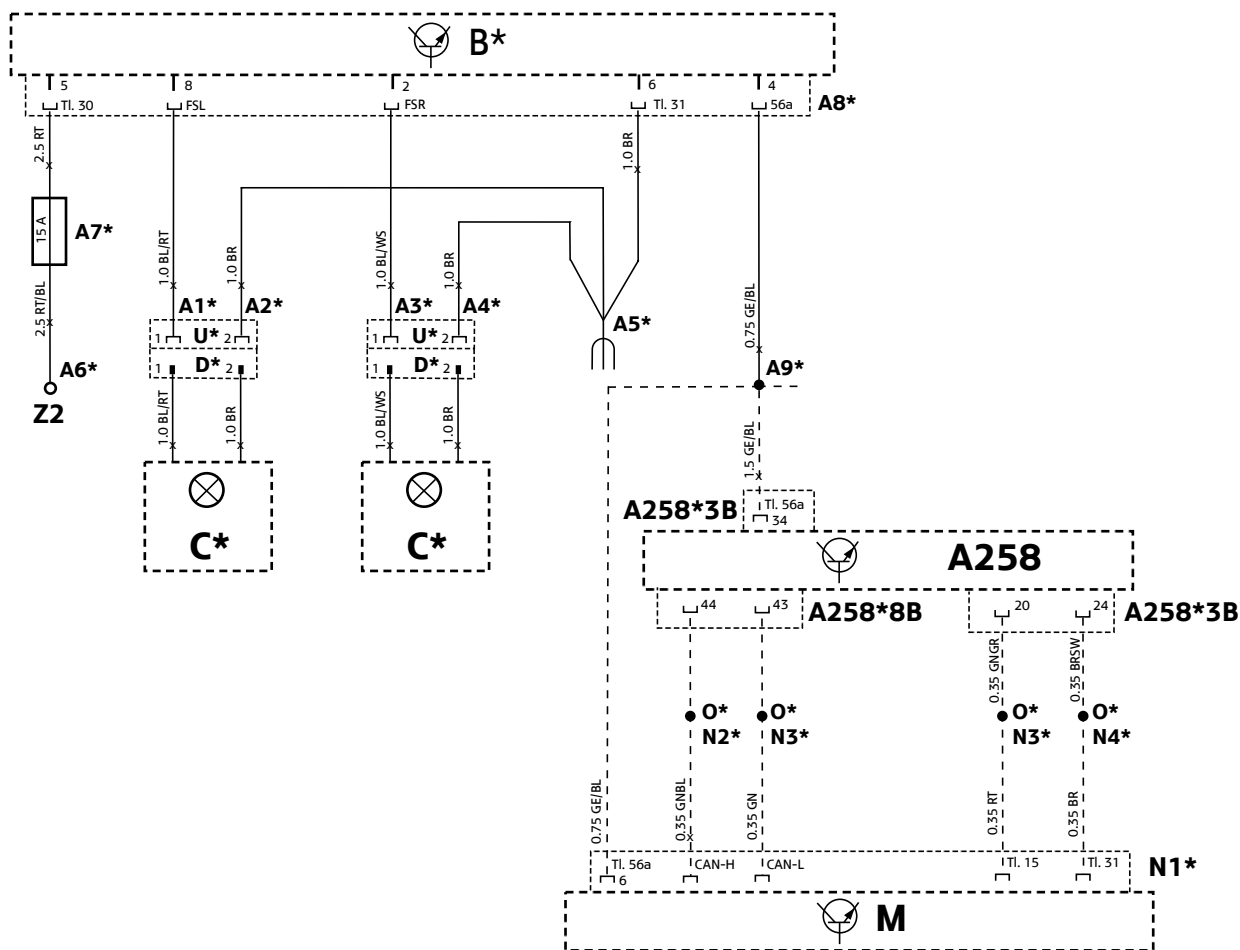 B*
5
8
2
6
4
Tl. 30
FSL
FSR
Tl. 31
56a
A8*
2.5 RT
1.0 BR
15 A
A7*
1.0 BL/RT
1.0 BR
1.0 BL/WS
1.0 BR
2.5 RT/BL
0.75 GE/BL
A1*
A2*
A3*
A4*
A5*
1
U*
2
1
U*
2
A6*
1
D*
2
1
D*
2
A9*
Z2
1.0 BL/RT
1.0 BR
1.0 BL/WS
1.0 BR
1.5 GE/BL
A258*3B
Tl. 56a
34
C*
C*
A258
44
43
A258*8B
20
24
A258*3B
0.35 GNGR
0.35 BRSW
O*
O*
O*
O*
N2*
N3*
N3*
N4*
0.75 GE/BL
0.35 GNBL
0.35 GN
0.35 RT
0.35 BR
Tl. 56a
CAN-H
CAN-L
Tl. 15
Tl. 31
N1*
6
M